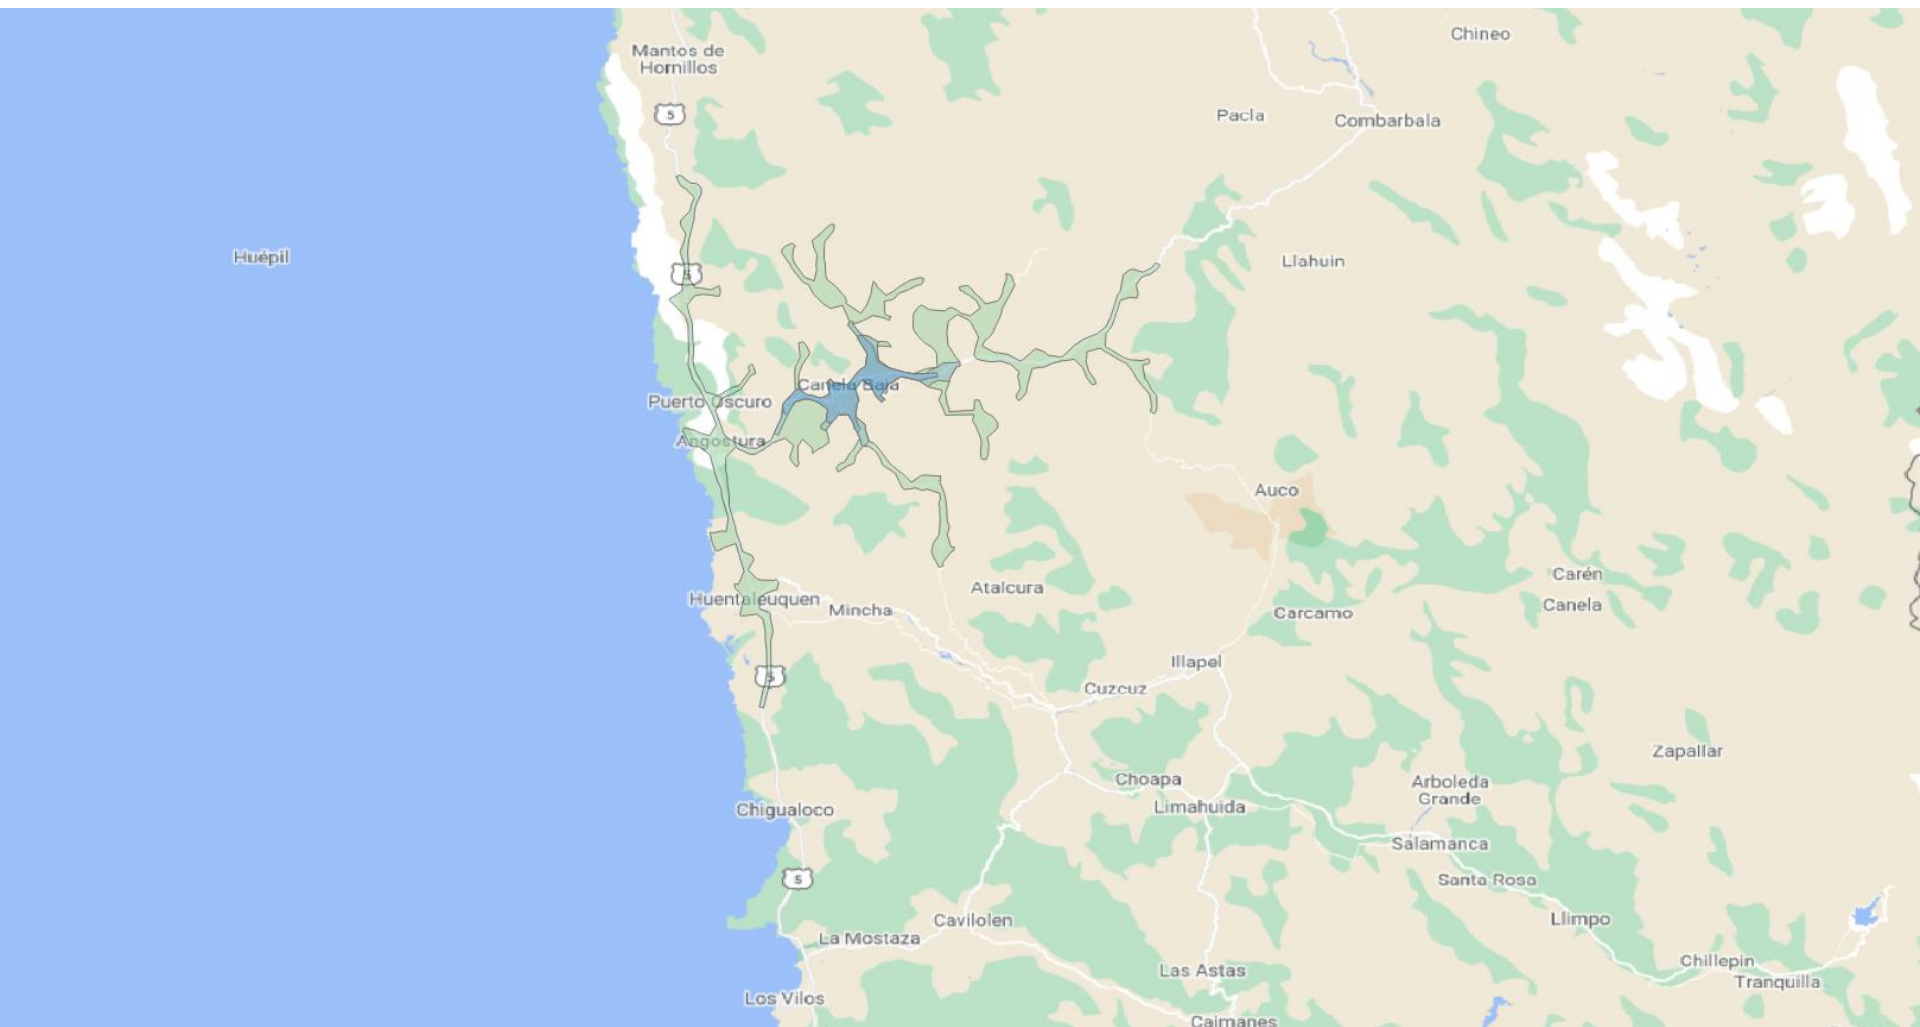 Chineo
Mantos de
Hornillos
5
Pacla
Combarbala
Huépil
Llahuin
5
Canela Baja
Puerto Oscuro
Angostura
Auco
Carén
Atalcura
Huentaleuquen
Mincha
Canela
Carcamo
Illapel
5
Cuzcuz
Zapallar
Choapa
Arboleda
Grande
Limahuida
Chigualoco
Salamanca
5
Santa Rosa
Llimpo
Cavilolen
La Mostaza
Chillepin
Las Astas
Tranquilla
Los Vilos
Caimanes